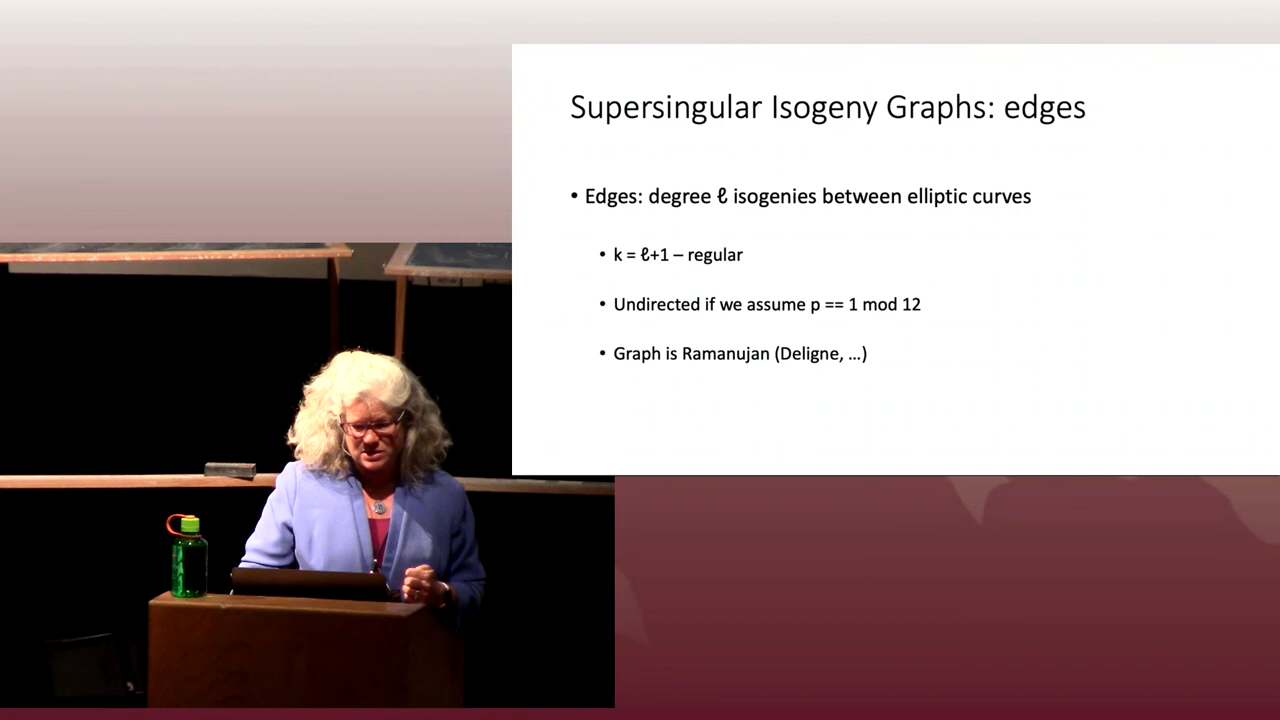 Supersingular Isogeny Graphs: edges
• Edges: degree ℓ isogenies between elliptic curves
• k = ℓ+1 – regular
• Undirected if we assume p == 1 mod 12
• Graph is Ramanujan (Deligne, …)